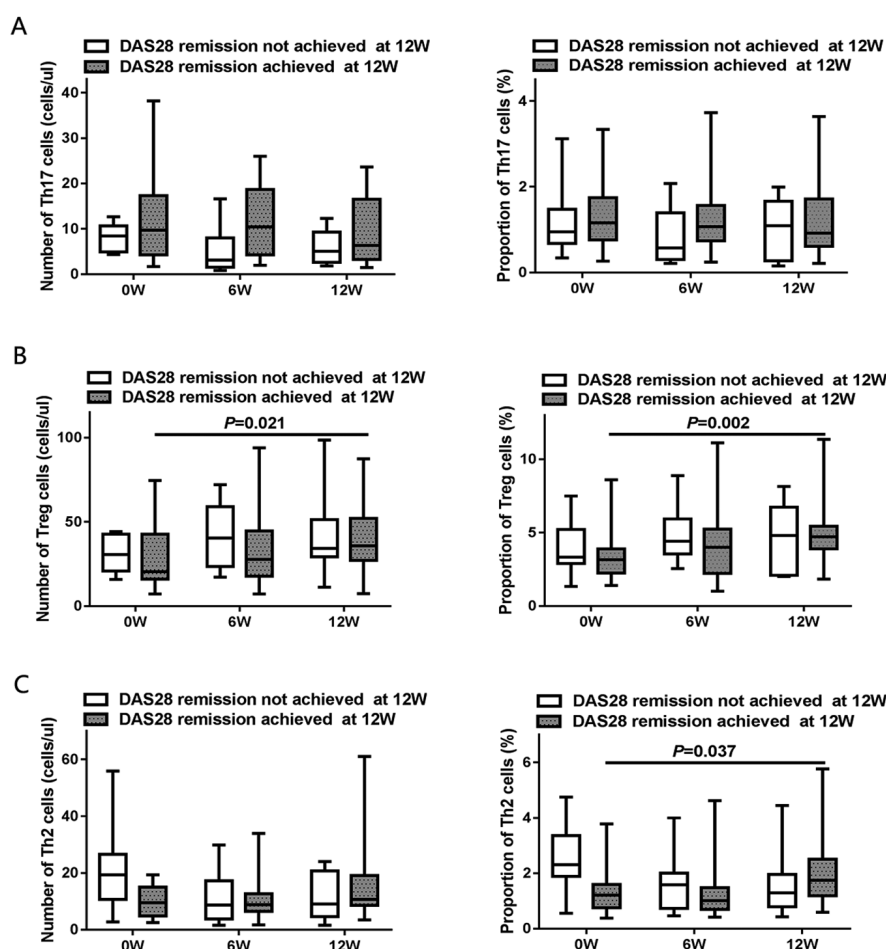 A
DAS28 remission not achieved at 12W
DAS28 remission achieved at 12W
Number of Th17 cells (cells/ul)
40
30
20
10
0
0W 6W 12W
DAS28 remission not achieved at 12W
DAS28 remission achieved at 12W
Proportion of Th17 cells (%)
4
2
0
0W 6W 12W
B
DAS28 remission not achieved at 12W
DAS28 remission achieved at 12W
Number of Treg cells (cells/ul)
P=0.021
100
50
0
0W 6W 12W
DAS28 remission not achieved at 12W
DAS28 remission achieved at 12W
Proportion of Treg cells (%)
P=0.002
10
5
0
0W 6W 12W
C
DAS28 remission not achieved at 12W
DAS28 remission achieved at 12W
Number of Th2 cells (cells/ul)
60
40
20
0
0W 6W 12W
DAS28 remission not achieved at 12W
DAS28 remission achieved at 12W
Proportion of Th2 cells (%)
P=0.037
6
4
2
0
0W 6W 12W